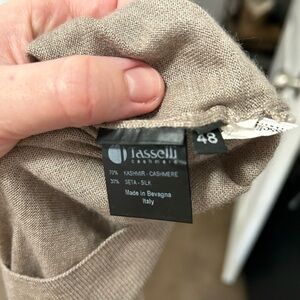 Tasselli
cashmere
48
70% KASHMIR - CASHMERE
30% SETA - SILK
Made in Bevagna
Italy